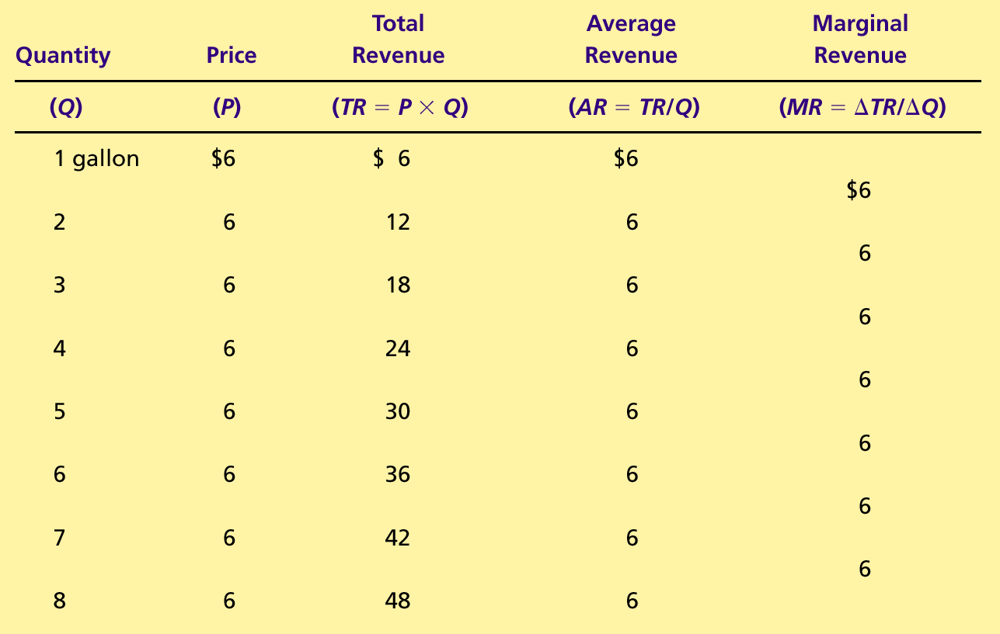 Total Average Marginal
Quantity Price Revenue Revenue Revenue
(Q) (P) (TR = P × Q) (AR = TR/Q) (MR = ΔTR/ΔQ)
1 gallon $6 $ 6 $6
$6
2 6 12 6
6
3 6 18 6
6
4 6 24 6
6
5 6 30 6
6
6 6 36 6
6
7 6 42 6
6
8 6 48 6